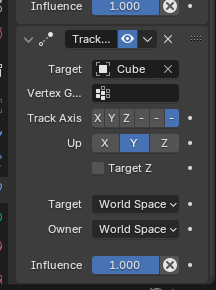 Influence 1.000
Track...
Target Cube
Vertex G...
Track Axis X Y Z - - -
Up X Y Z
Target Z
Target World Space
Owner World Space
Influence 1.000